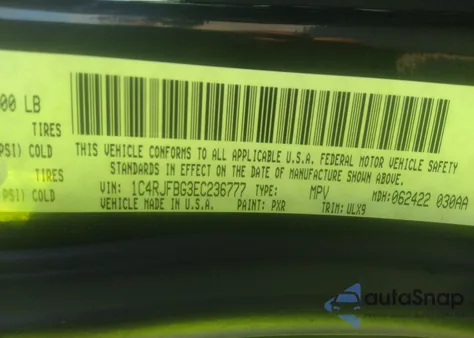 00 LB
TIRES
PSI) COLD
TIRES
PSI) COLD
THIS VEHICLE CONFORMS TO ALL APPLICABLE U.S.A. FEDERAL MOTOR VEHICLE SAFETY
STANDARDS IN EFFECT ON THE DATE OF MANUFACTURE SHOWN ABOVE.
VIN: 1C4RJFBG3EC236777 TYPE: MPV MDH: 062422 030AA
VEHICLE MADE IN U.S.A. PAINT: PXR TRIM: ULX9
autoSnap